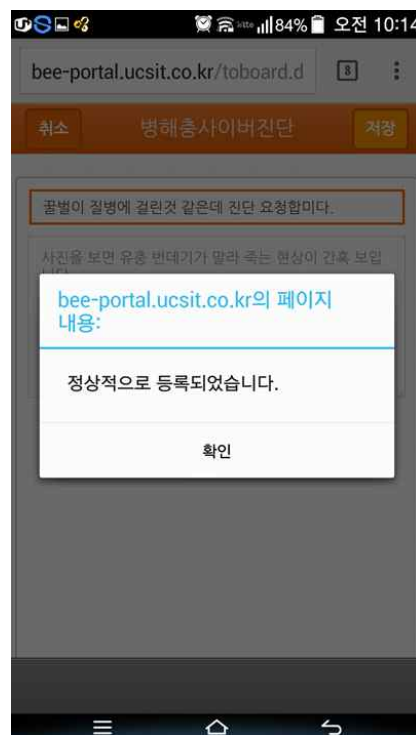 84% 오전 10:14
bee-portal.ucsit.co.kr/toboard.d 8
취소 병해충사이버진단 저장
꿀벌이 질병에 걸린것 같은데 진단 요청합미다.
사진을 보면 유충 번데기가 말라 죽는 현상이 간혹 보입
bee-portal.ucsit.co.kr의 페이지
내용:
정상적으로 등록되었습니다.
확인